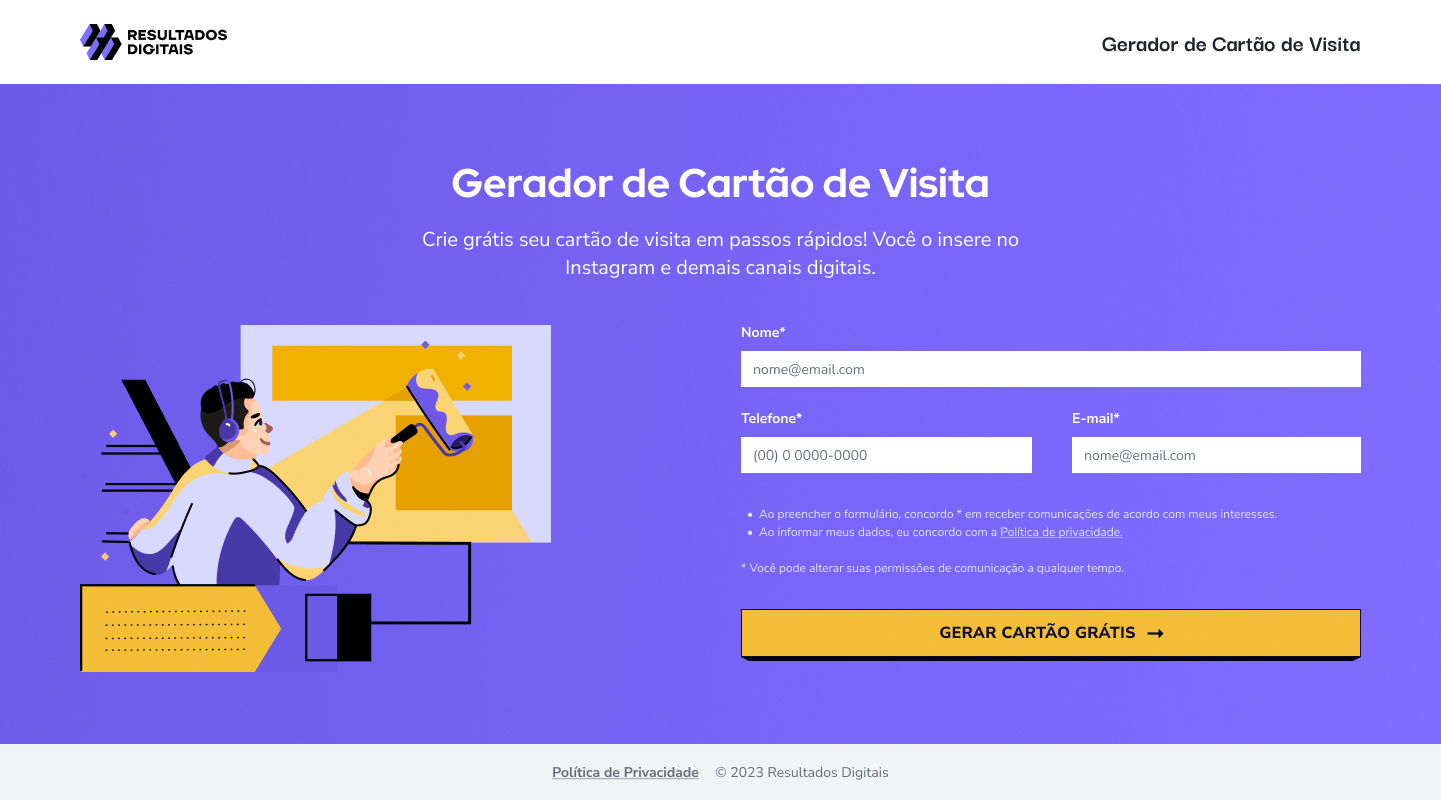 RESULTADOS
DIGITAIS
Gerador de Cartão de Visita
Gerador de Cartão de Visita
Crie grátis seu cartão de visita em passos rápidos! Você o insere no
Instagram e demais canais digitais.
Nome*
nome@email.com
Telefone*
E-mail*
(00) 0 0000-0000
nome@email.com
• Ao preencher o formulário, concordo * em receber comunicações de acordo com meus interesses.
• Ao informar meus dados, eu concordo com a Política de privacidade.
* Você pode alterar suas permissões de comunicação a qualquer tempo.
GERAR CARTÃO GRÁTIS →
Política de Privacidade © 2023 Resultados Digitais